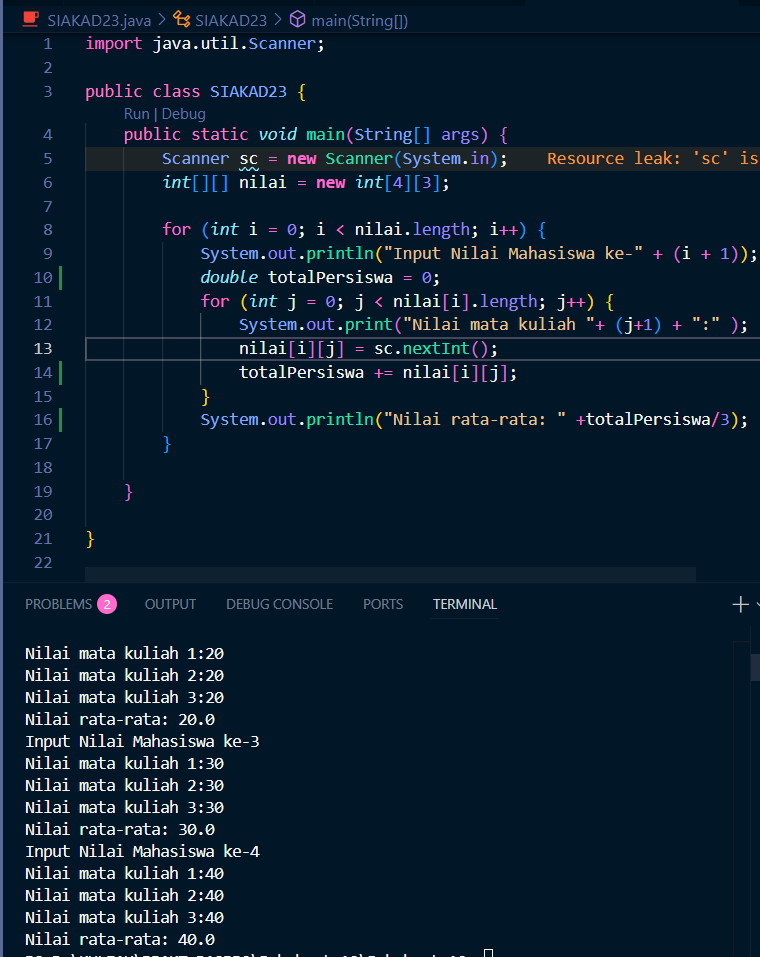 SIAKAD23.java > SIAKAD23 > main(String[])
1 import java.util.Scanner;
2
3 public class SIAKAD23 {
Run | Debug
4 public static void main(String[] args) {
5 Scanner sc = new Scanner(System.in); Resource leak: 'sc' is
6 int[][] nilai = new int[4][3];
7
8 for (int i = 0; i < nilai.length; i++) {
9 System.out.println("Input Nilai Mahasiswa ke-" + (i + 1));
10 double totalPersiswa = 0;
11 for (int j = 0; j < nilai[i].length; j++) {
12 System.out.print("Nilai mata kuliah "+ (j+1) + ":" );
13 nilai[i][j] = sc.nextInt();
14 totalPersiswa += nilai[i][j];
15 }
16 System.out.println("Nilai rata-rata: " +totalPersiswa/3);
17 }
18
19 }
20
21 }
22
PROBLEMS 2 OUTPUT DEBUG CONSOLE PORTS TERMINAL
Nilai mata kuliah 1:20
Nilai mata kuliah 2:20
Nilai mata kuliah 3:20
Nilai rata-rata: 20.0
Input Nilai Mahasiswa ke-3
Nilai mata kuliah 1:30
Nilai mata kuliah 2:30
Nilai mata kuliah 3:30
Nilai rata-rata: 30.0
Input Nilai Mahasiswa ke-4
Nilai mata kuliah 1:40
Nilai mata kuliah 2:40
Nilai mata kuliah 3:40
Nilai rata-rata: 40.0